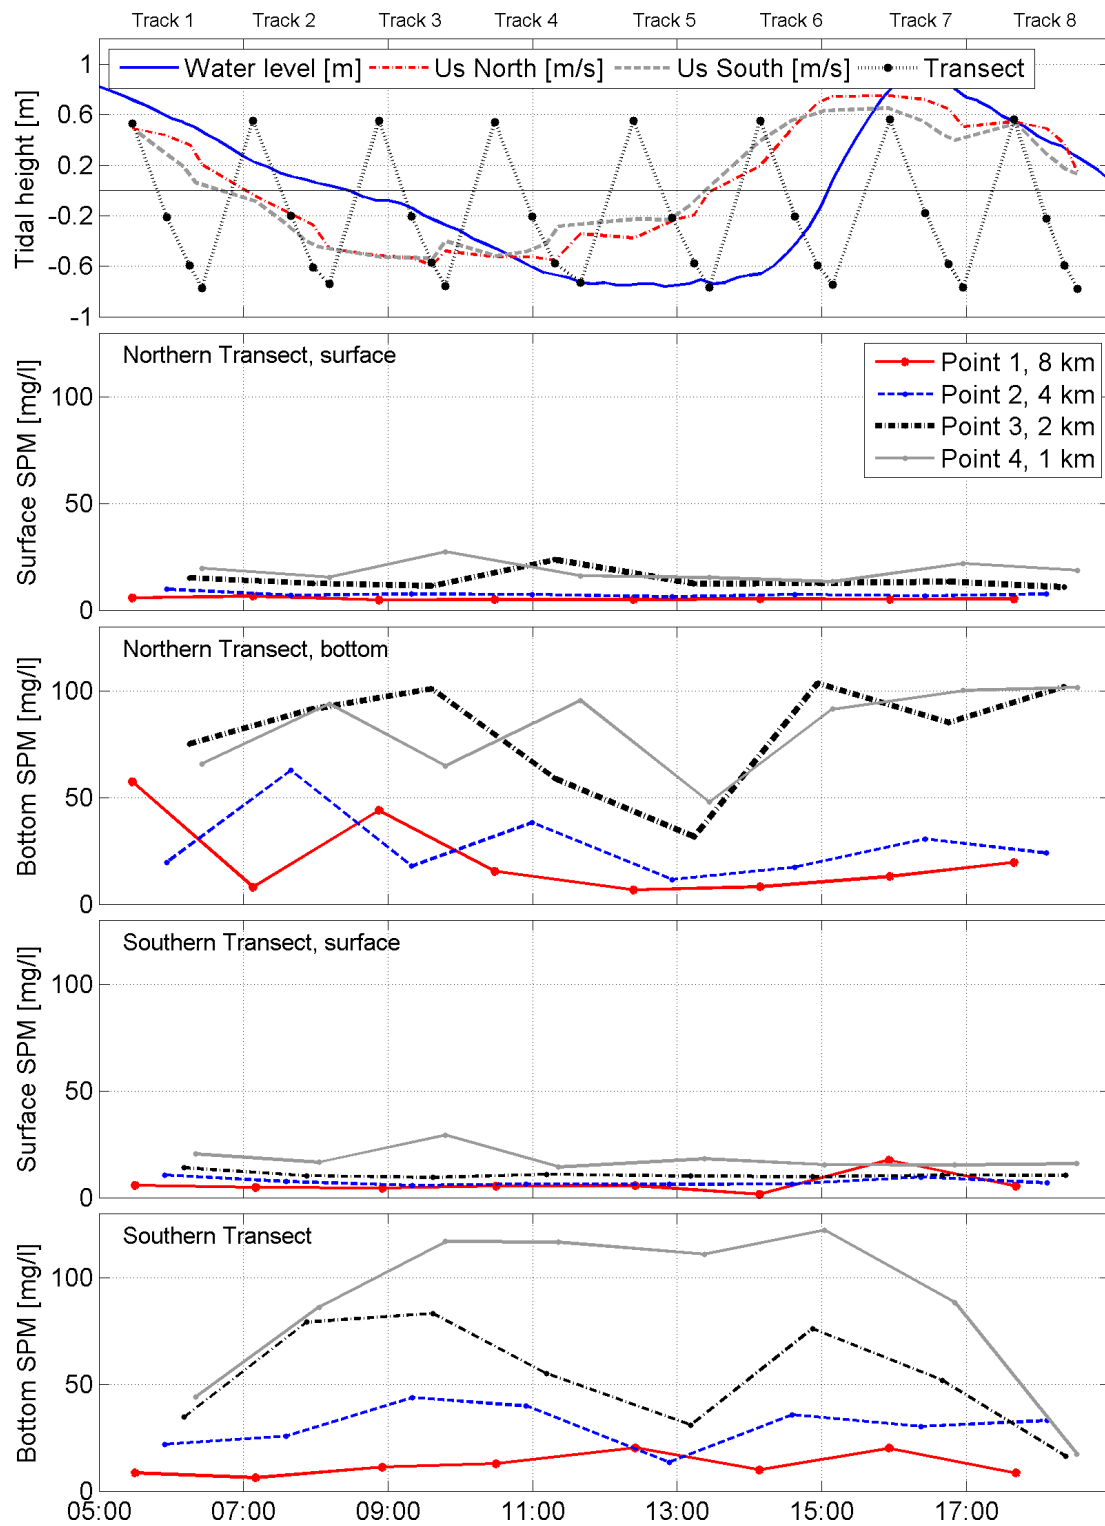 Track 1 Track 2 Track 3 Track 4 Track 5 Track 6 Track 7 Track 8
Water level [m] Us North [m/s] Us South [m/s] Transect
Tidal height [m]
1
0.6
0.2
-0.2
-0.6
-1
Northern Transect, surface
Point 1, 8 km
Point 2, 4 km
Point 3, 2 km
Point 4, 1 km
Surface SPM [mg/l]
100
50
0
Northern Transect, bottom
Bottom SPM [mg/l]
100
50
0
Southern Transect, surface
Surface SPM [mg/l]
100
50
0
Southern Transect
Bottom SPM [mg/l]
100
50
0
05:00 07:00 09:00 11:00 13:00 15:00 17:00